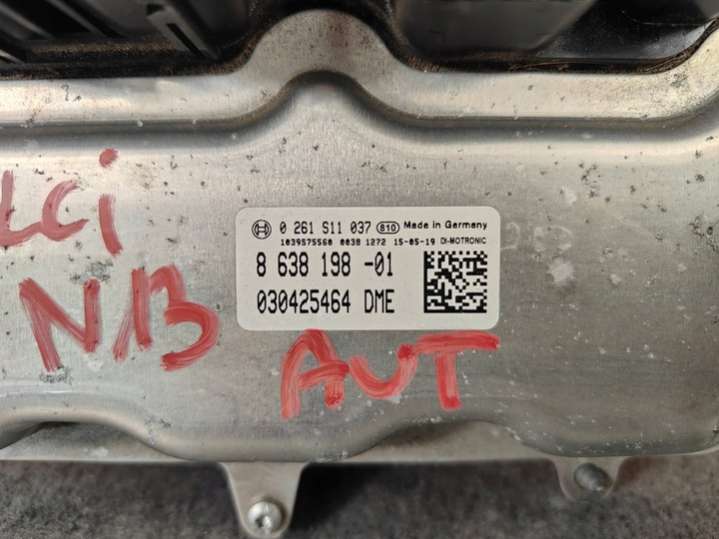 LCi
N13
AUT
0 261 S11 037 810 Made in Germany
1039S75560 0038 1272 15-05-19 DI-MOTRONIC
8 638 198 -01
030425464 DME